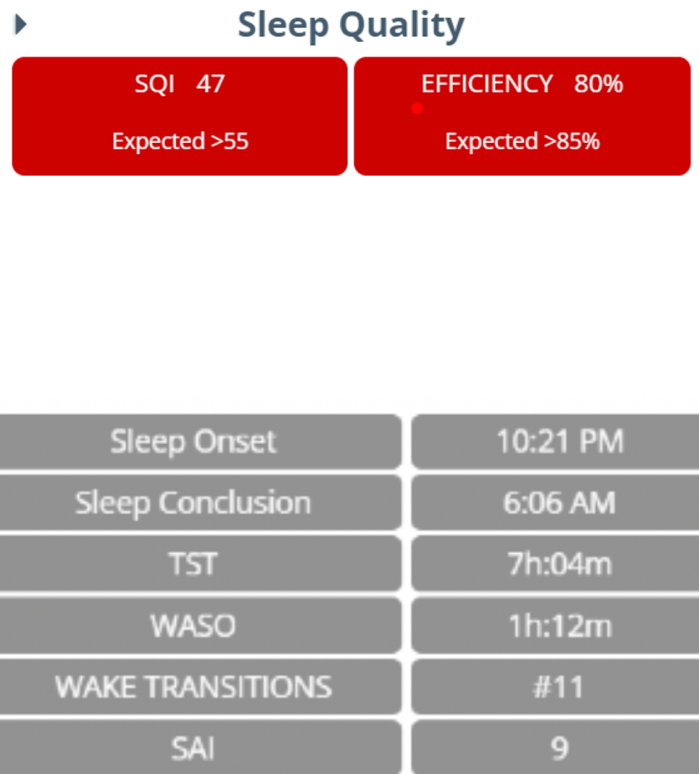 Sleep Quality
SQI 47
Expected >55
EFFICIENCY 80%
Expected >85%
Sleep Onset 10:21 PM
Sleep Conclusion 6:06 AM
TST 7h:04m
WASO 1h:12m
WAKE TRANSITIONS #11
SAI 9